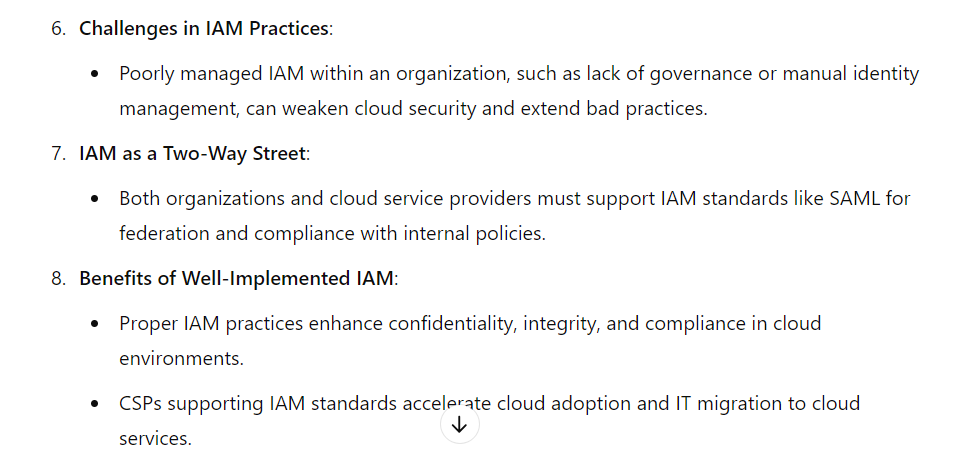 6. Challenges in IAM Practices:
• Poorly managed IAM within an organization, such as lack of governance or manual identity
management, can weaken cloud security and extend bad practices.
7. IAM as a Two-Way Street:
• Both organizations and cloud service providers must support IAM standards like SAML for
federation and compliance with internal policies.
8. Benefits of Well-Implemented IAM:
• Proper IAM practices enhance confidentiality, integrity, and compliance in cloud
environments.
• CSPs supporting IAM standards accelerate cloud adoption and IT migration to cloud
services.